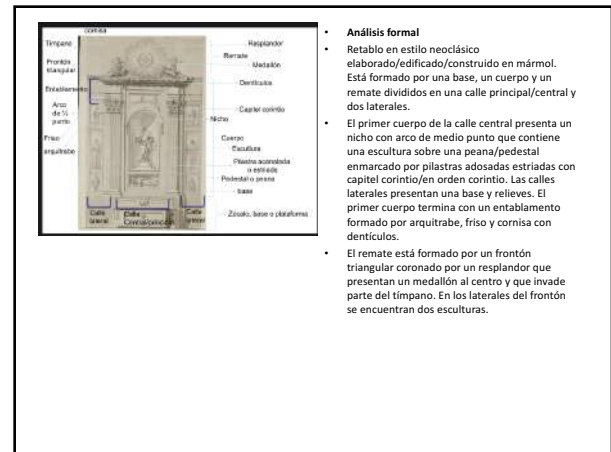 cornisa
Tímpano
Frontón
triangular
Entablamento
Arco
de ½
punto
Friso
arquitrabe
Resplandor
Remate
Medallón
Dentículos
Capitel corintio
Nicho
Cuerpo
Escultura
Pilastra acanalada
o estriada
Pedestal o peana
base
Zócalo, base o plataforma
Calle
lateral
Calle
Central/principal
Calle
lateral
• Análisis formal
• Retablo en estilo neoclásico
elaborado/edificado/construido en mármol.
Está formado por una base, un cuerpo y un
remate divididos en una calle principal/central y
dos laterales.
• El primer cuerpo de la calle central presenta un
nicho con arco de medio punto que contiene
una escultura sobre una peana/pedestal
enmarcado por pilastras adosadas estriadas con
capitel corintio/en orden corintio. Las calles
laterales presentan una base y relieves. El
primer cuerpo termina con un entablamento
formado por arquitrabe, friso y cornisa con
dentículos.
• El remate está formado por un frontón
triangular coronado por un resplandor que
presentan un medallón al centro y que invade
parte del tímpano. En los laterales del frontón
se encuentran dos esculturas.